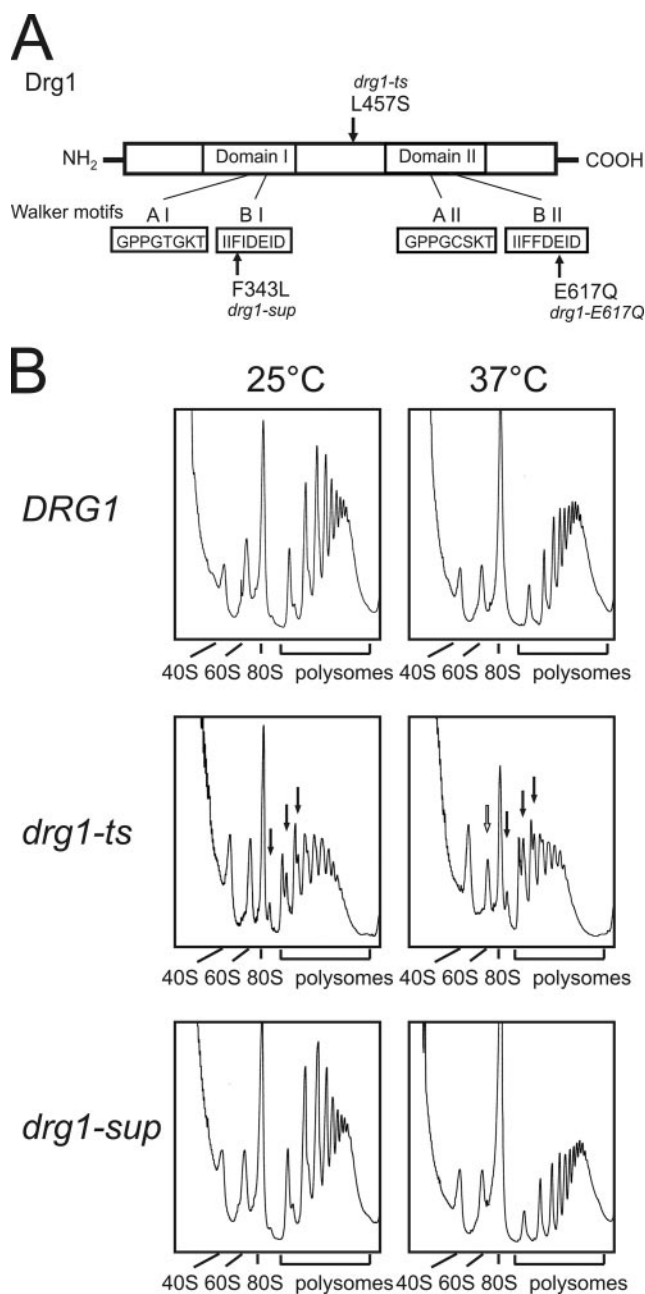 A
Drg1
drg1-ts
L457S
NH2 Domain I Domain II COOH
Walker motifs A I B I A II B II
GPPGTGKT IIFIDEID GPPGCSKT IIFFDEID
F343L E617Q
drg1-sup drg1-E617Q
B
25°C 37°C
DRG1
40S 60S 80S polysomes 40S 60S 80S polysomes
drg1-ts
40S 60S 80S polysomes 40S 60S 80S polysomes
drg1-sup
40S 60S 80S polysomes 40S 60S 80S polysomes